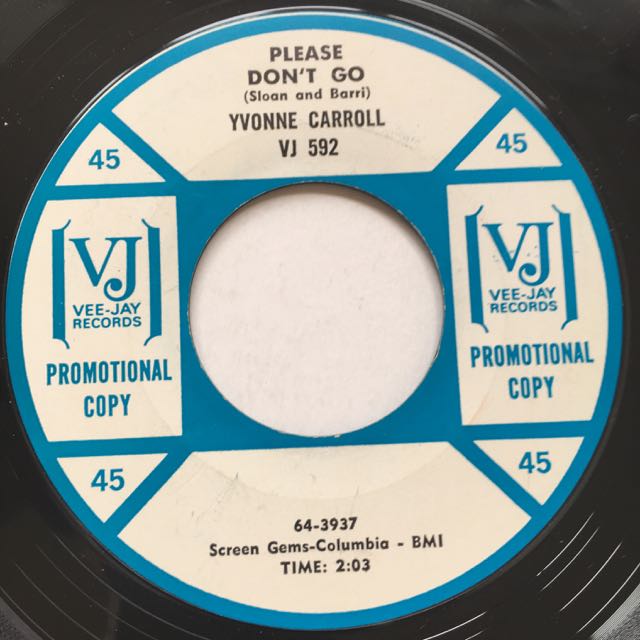 PLEASE
DON'T GO
(Sloan and Barri)
YVONNE CARROLL
VJ 592
45
45
VJ
VEE-JAY
RECORDS
PROMOTIONAL
COPY
VJ
VEE-JAY
RECORDS
PROMOTIONAL
COPY
45
45
64-3937
Screen Gems-Columbia - BMI
TIME: 2:03